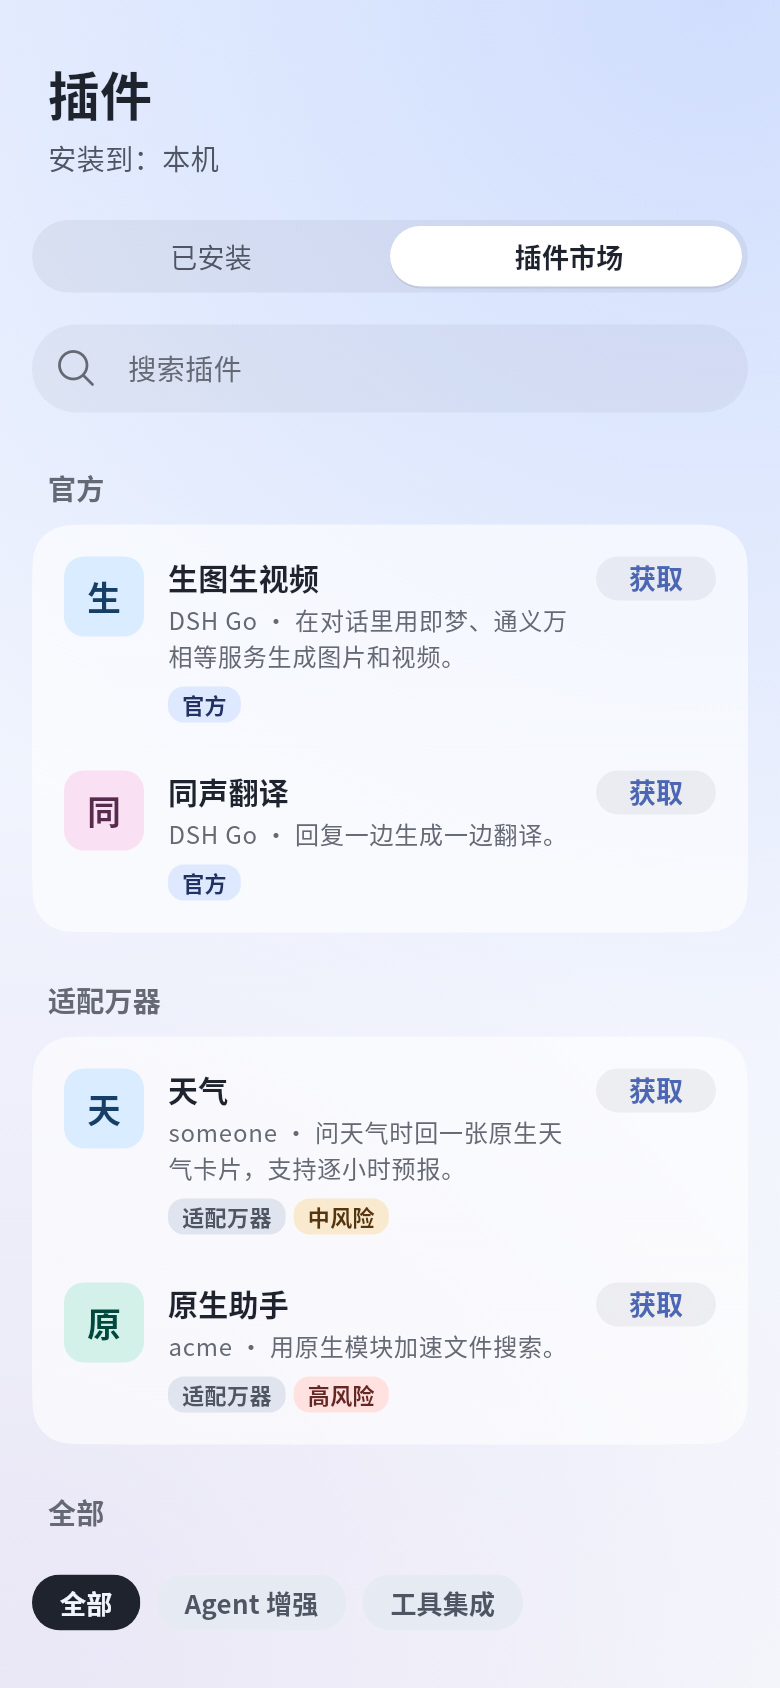 插件
安装到：本机
已安装
插件市场
搜索插件
官方
生
生图生视频
获取
DSH Go · 在对话里用即梦、通义万
相等服务生成图片和视频。
官方
同
同声翻译
获取
DSH Go · 回复一边生成一边翻译。
官方
适配万器
天
天气
获取
someone · 问天气时回一张原生天
气卡片，支持逐小时预报。
适配万器
中风险
原
原生助手
获取
acme · 用原生模块加速文件搜索。
适配万器
高风险
全部
全部
Agent 增强
工具集成